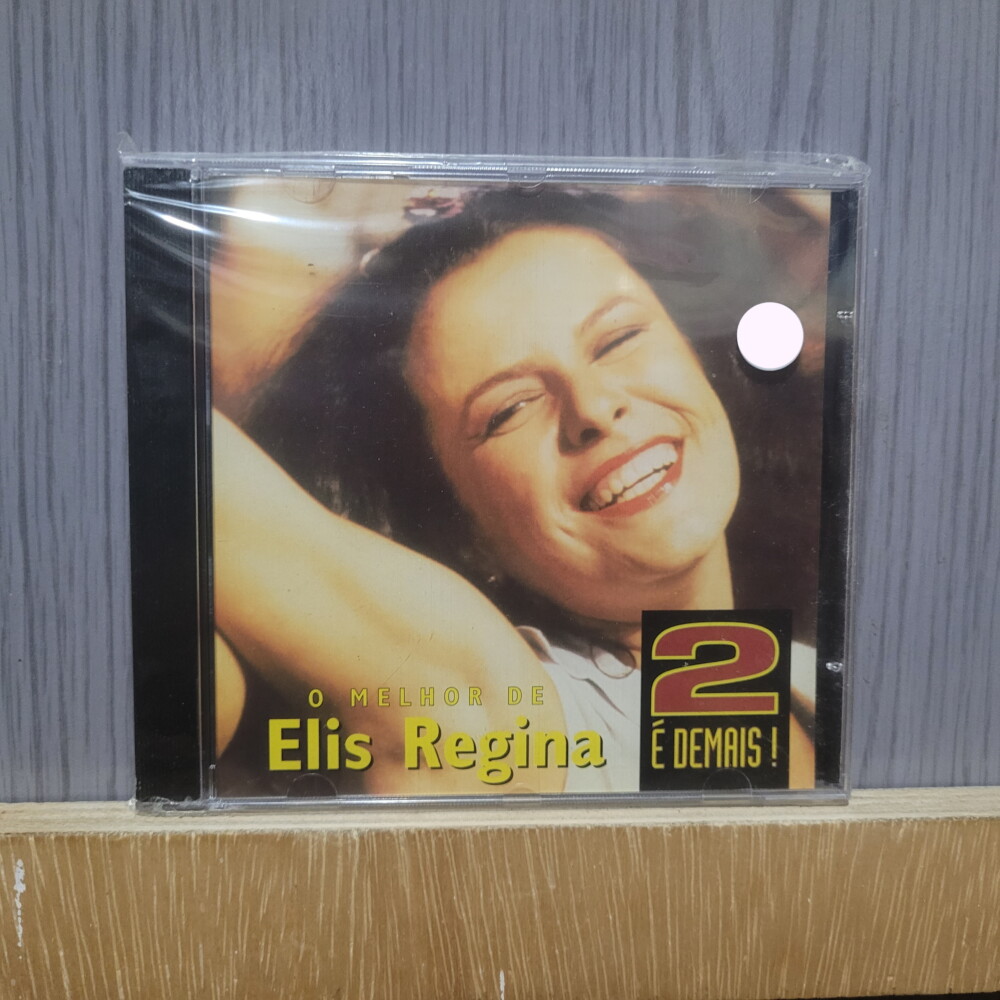 O MELHOR DE
Elis Regina
2
É DEMAIS!